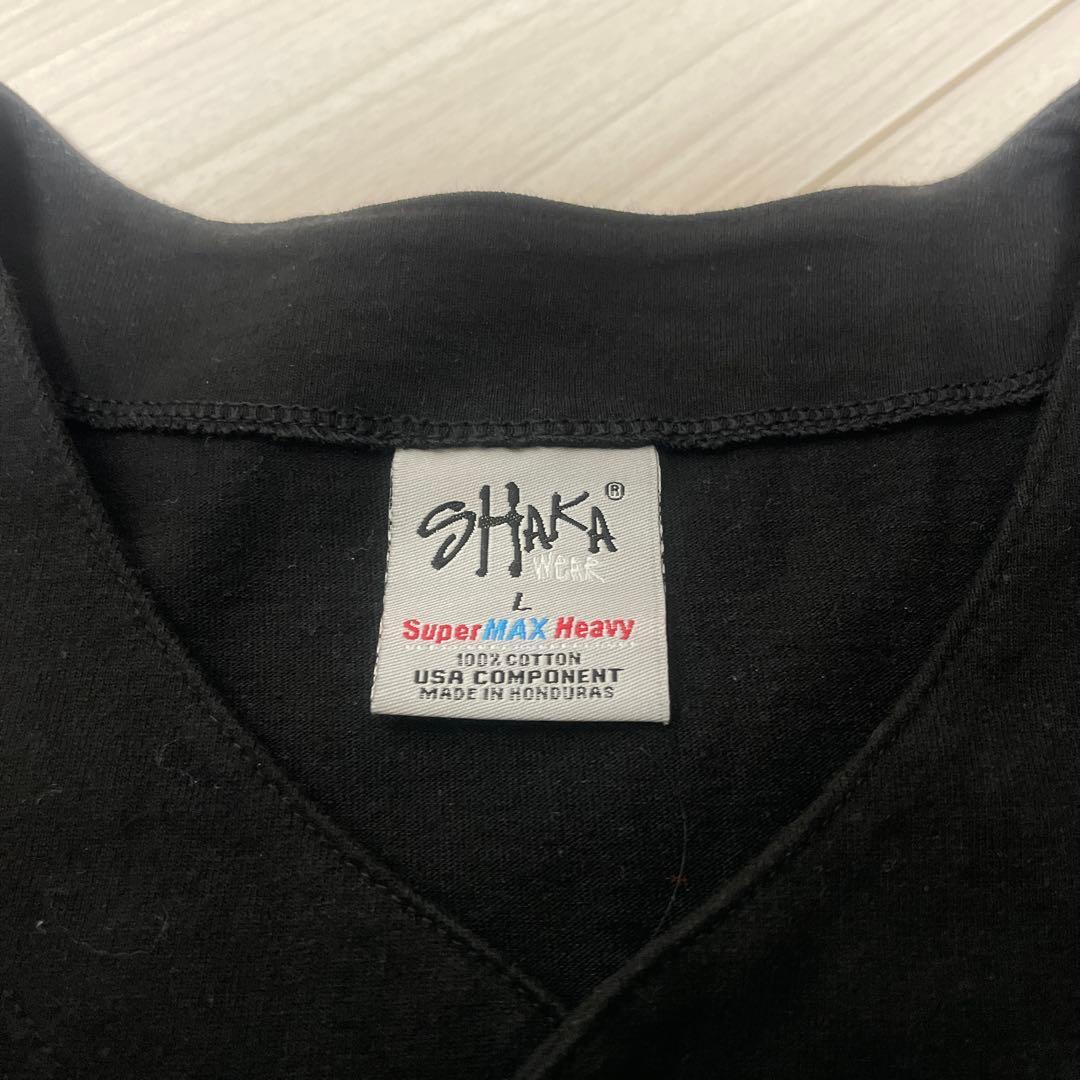 SHAKA®
WEAR
L
SuperMAX Heavy
100% COTTON
USA COMPONENT
MADE IN HONDURAS